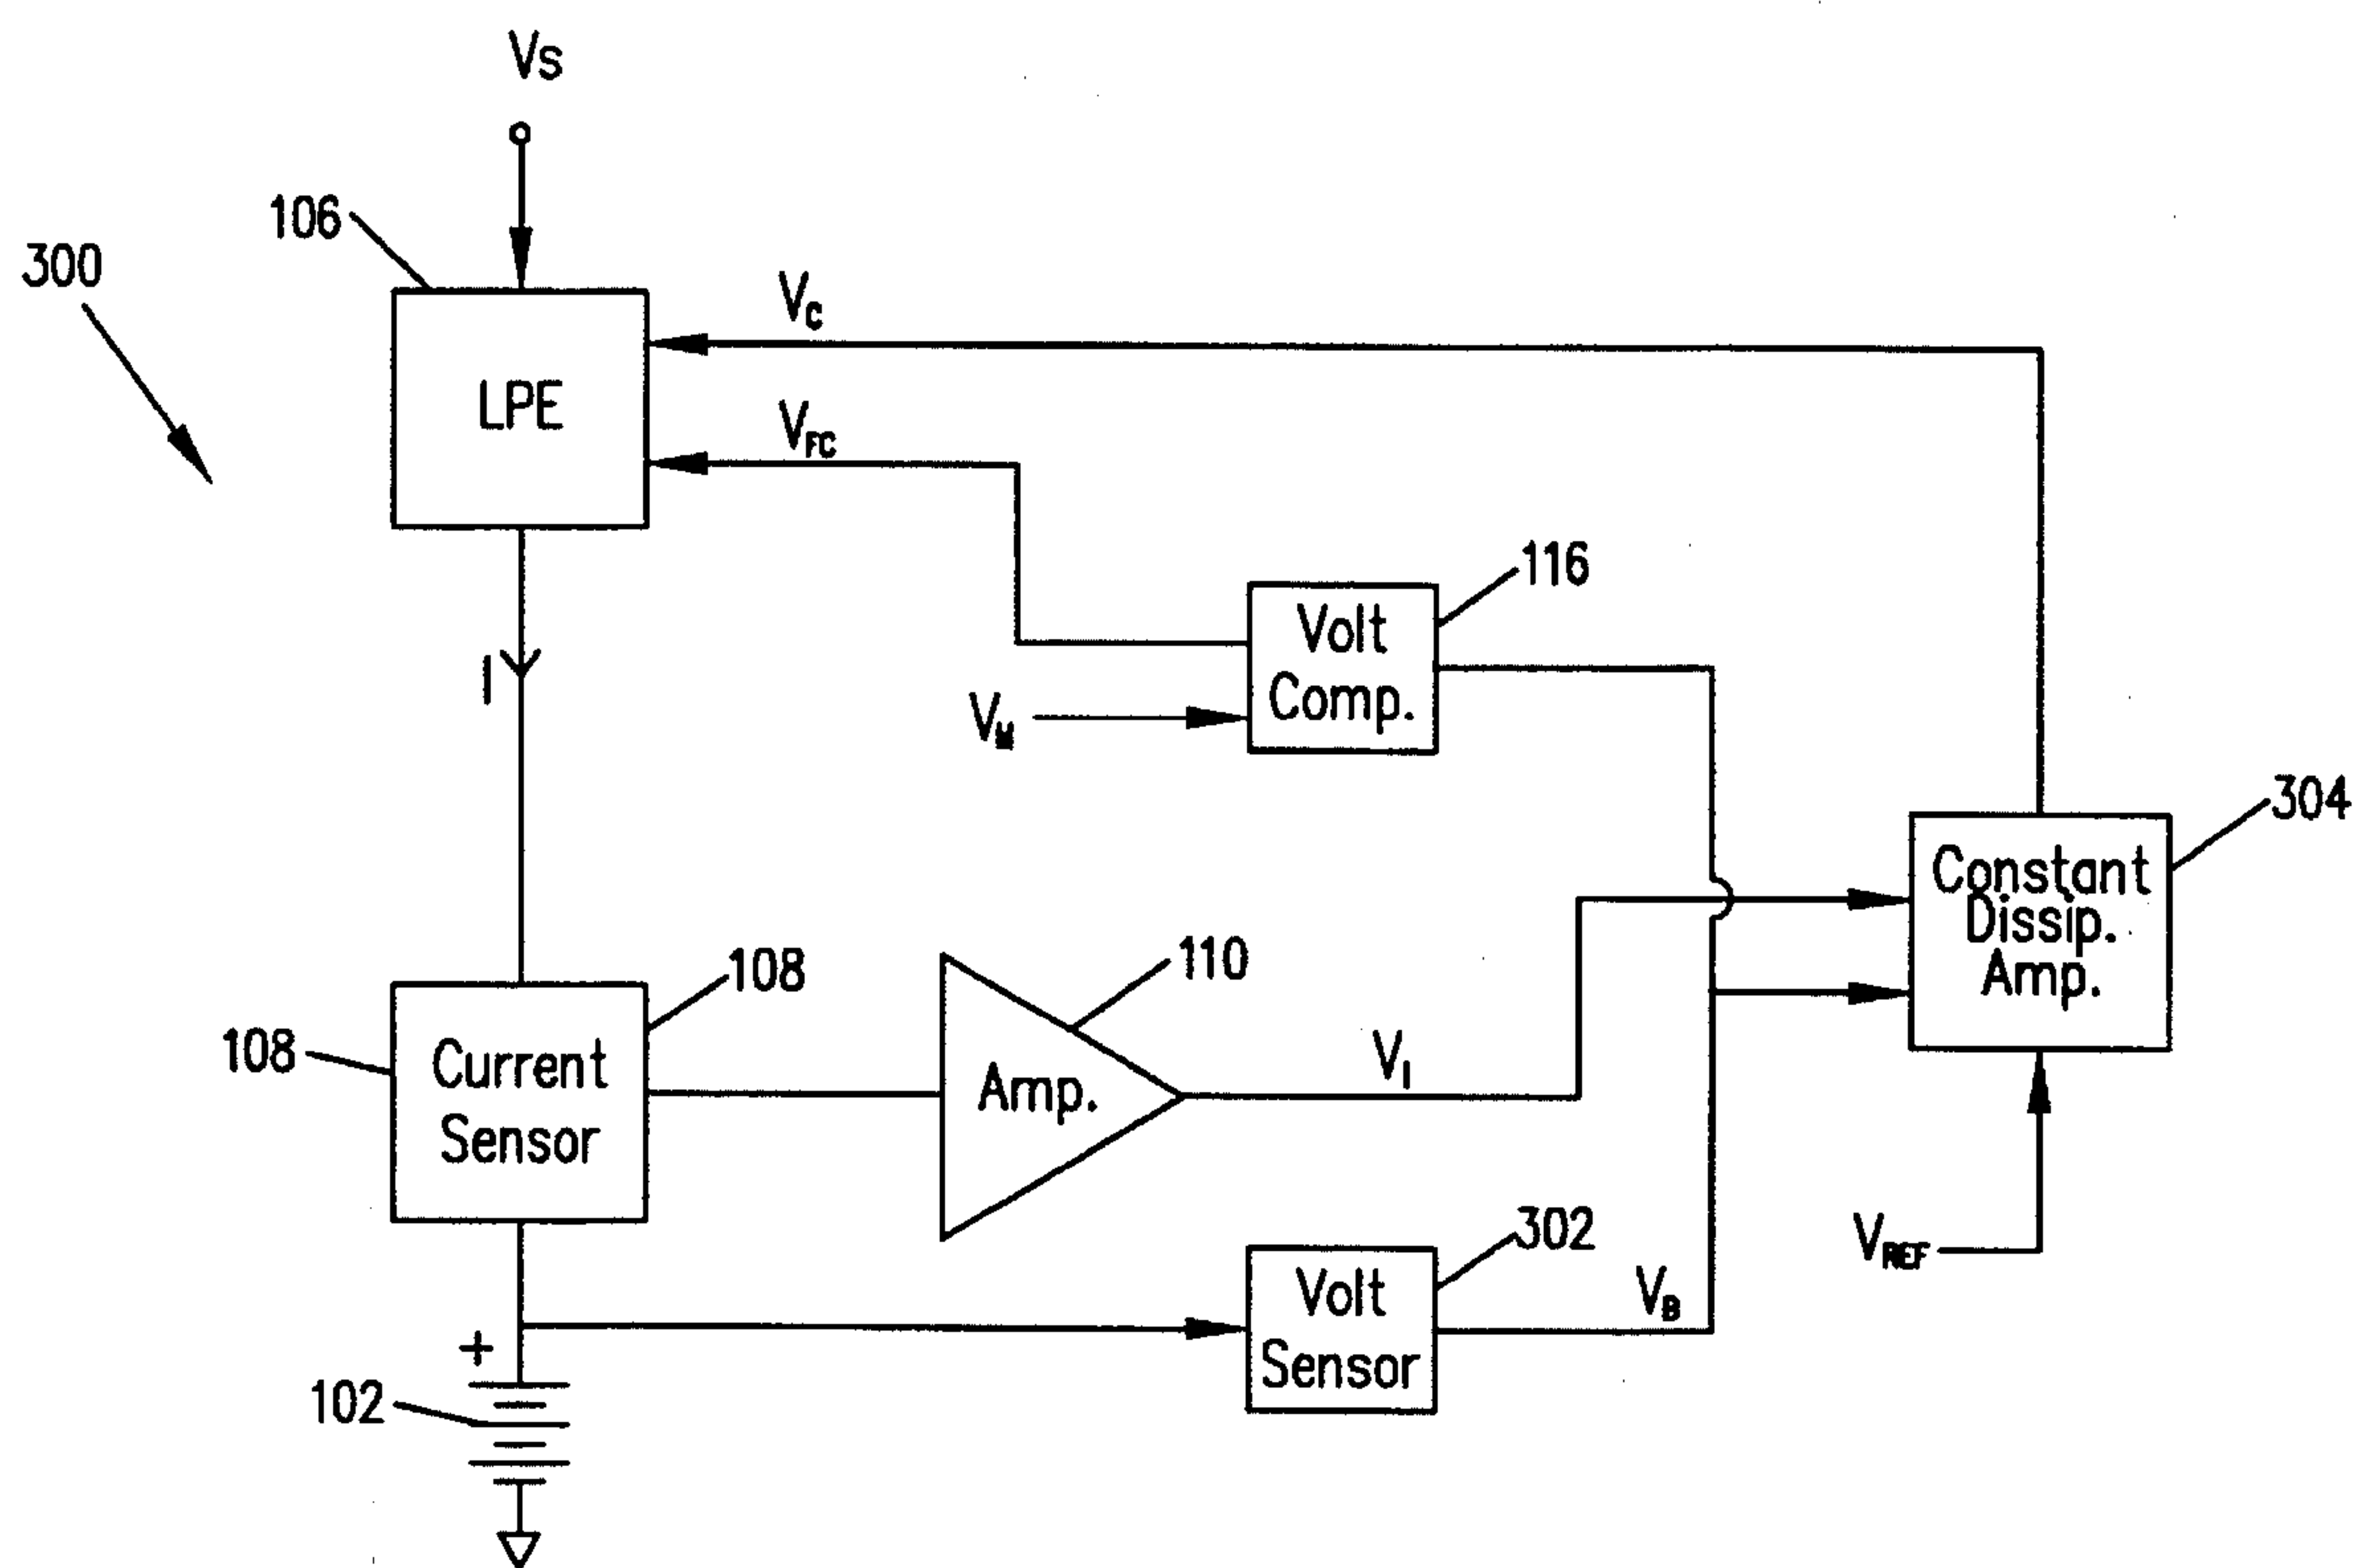 Vs
106
300
LPE
VC
VFC
116
Volt
Comp.
VM
I
304
Constant
Dissip.
Amp.
108
110
108
Current
Sensor
Amp.
VI
302
Volt
Sensor
VB
VREF
+
102